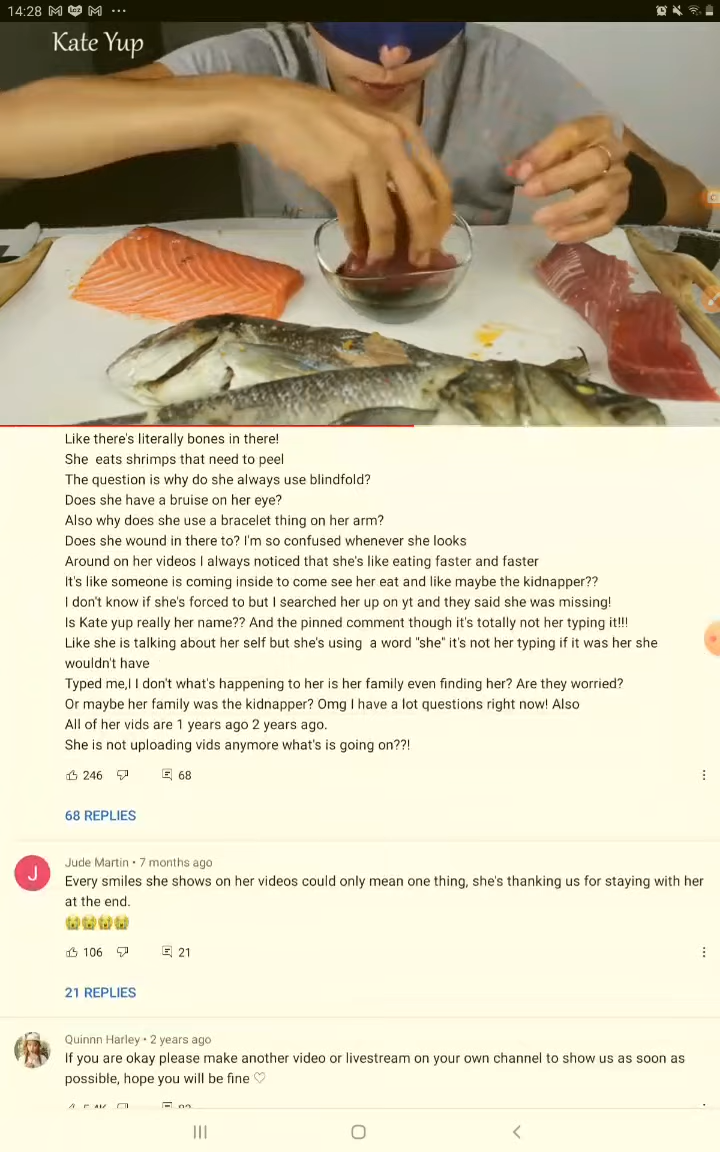 14:28
Kate Yup
Like there's literally bones in there!
She eats shrimps that need to peel
The question is why do she always use blindfold?
Does she have a bruise on her eye?
Also why does she use a bracelet thing on her arm?
Does she wound in there to? I'm so confused whenever she looks
Around on her videos I always noticed that she's like eating faster and faster
It's like someone is coming inside to come see her eat and like maybe the kidnapper??
I don't know if she's forced to but I searched her up on yt and they said she was missing!
Is Kate yup really her name?? And the pinned comment though it's totally not her typing it!!!
Like she is talking about her self but she's using a word "she" it's not her typing if it was her she
wouldn't have
Typed me,I I don't what's happening to her is her family even finding her? Are they worried?
Or maybe her family was the kidnapper? Omg I have a lot questions right now! Also
All of her vids are 1 years ago 2 years ago.
She is not uploading vids anymore what's is going on??!
246 68
68 REPLIES
J
Jude Martin • 7 months ago
Every smiles she shows on her videos could only mean one thing, she's thanking us for staying with her
at the end.
106 21
21 REPLIES
Quinnn Harley • 2 years ago
If you are okay please make another video or livestream on your own channel to show us as soon as
possible, hope you will be fine ♡